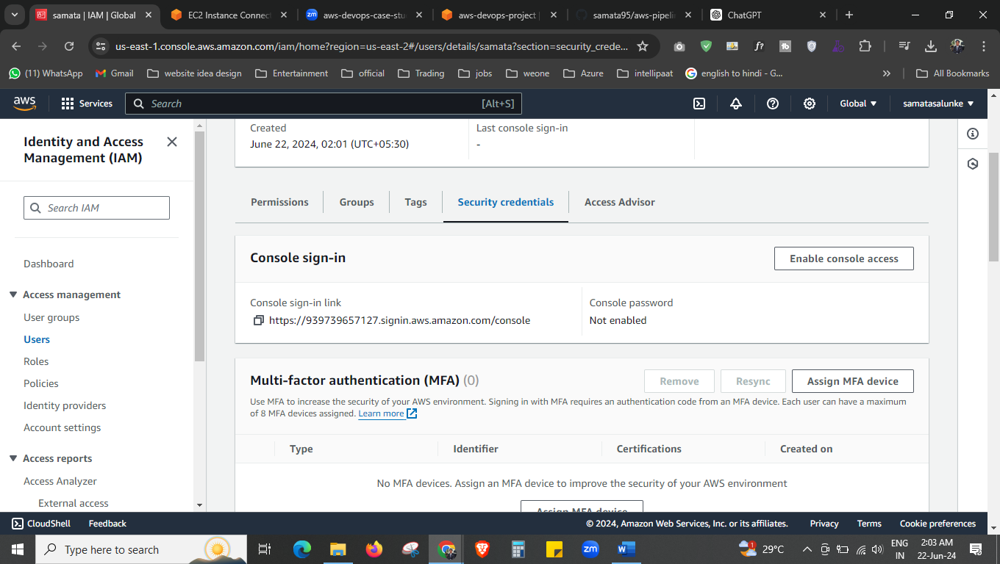 samata | IAM | Global
EC2 Instance Connect
aws-devops-case-stu
aws-devops-project |
samata95/aws-pipelin
ChatGPT
us-east-1.console.aws.amazon.com/iam/home?region=us-east-2#/users/details/samata?section=security_crede...
(11) WhatsApp
Gmail
website idea design
Entertainment
official
Trading
jobs
weone
Azure
intellipaat
english to hindi - G...
All Bookmarks
aws
Services
Search
[Alt+S]
Global
samatasalunke
Identity and Access
Management (IAM)
Search IAM
Dashboard
Access management
User groups
Users
Roles
Policies
Identity providers
Account settings
Access reports
Access Analyzer
External access
Created
June 22, 2024, 02:01 (UTC+05:30)
Last console sign-in
-
Permissions
Groups
Tags
Security credentials
Access Advisor
Console sign-in
Enable console access
Console sign-in link
https://939739657127.signin.aws.amazon.com/console
Console password
Not enabled
Multi-factor authentication (MFA) (0)
Remove
Resync
Assign MFA device
Use MFA to increase the security of your AWS environment. Signing in with MFA requires an authentication code from an MFA device. Each user can have a maximum
of 8 MFA devices assigned. Learn more
Type
Identifier
Certifications
Created on
No MFA devices. Assign an MFA device to improve the security of your AWS environment
Assign MFA device
CloudShell
Feedback
© 2024, Amazon Web Services, Inc. or its affiliates.
Privacy
Terms
Cookie preferences
Type here to search
29°C
ENG
IN
2:03 AM
22-Jun-24